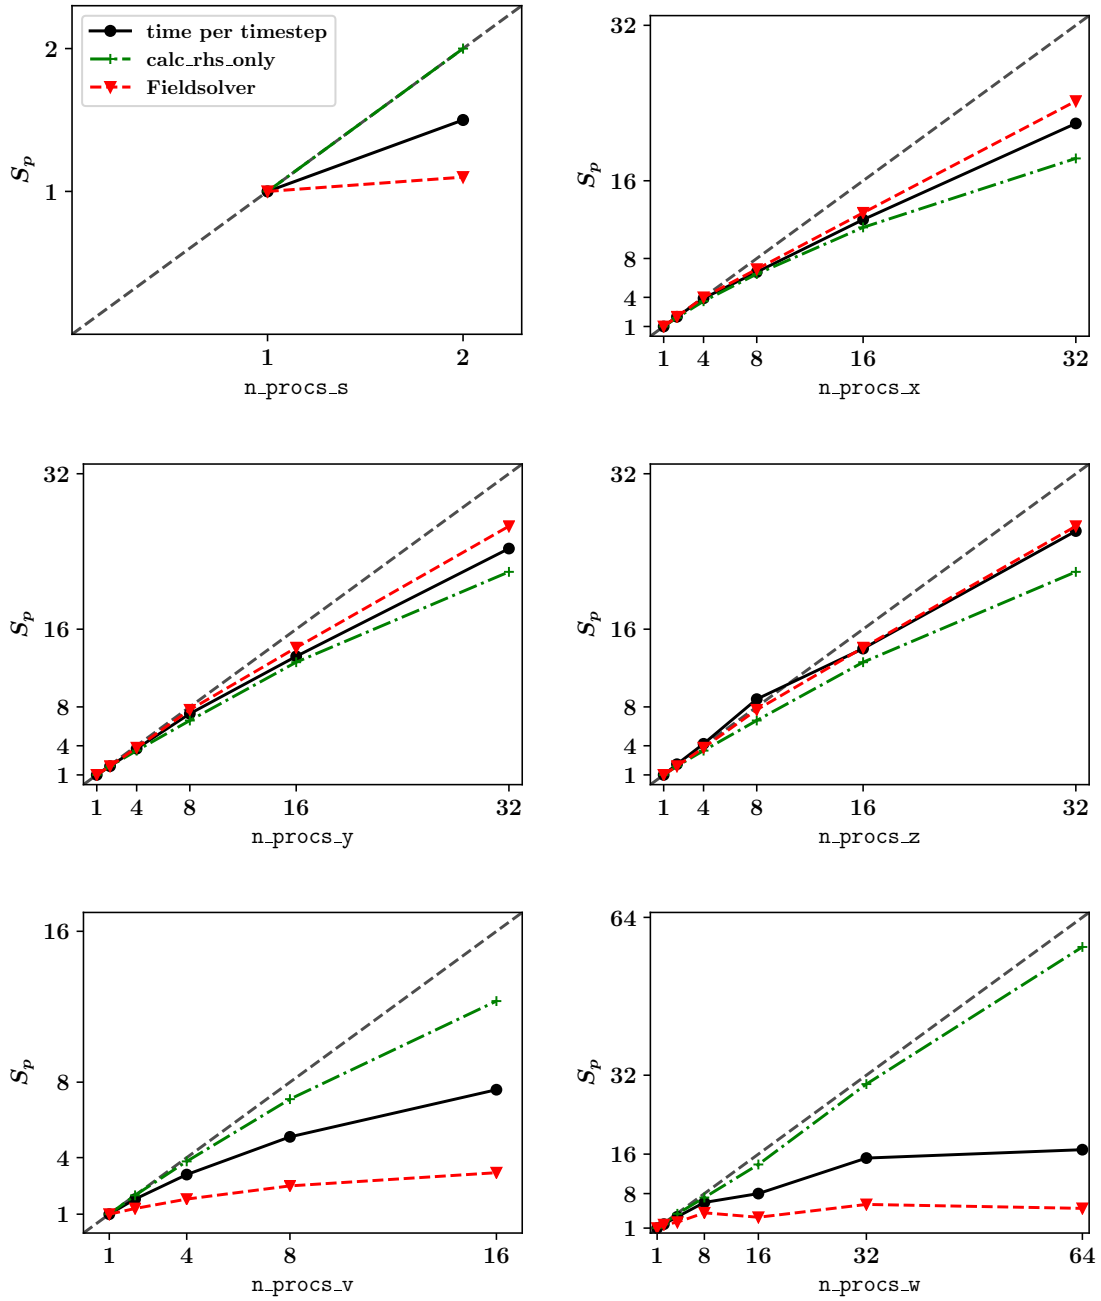 2
1
S_p
time per timestep
calc_rhs_only
Fieldsolver
1 2
n_procs_s
32
16
8
4
1
S_p
1 4 8 16 32
n_procs_x
32
16
8
4
1
S_p
1 4 8 16 32
n_procs_y
32
16
8
4
1
S_p
1 4 8 16 32
n_procs_z
16
8
4
1
S_p
1 4 8 16
n_procs_v
64
32
16
8
1
S_p
1 8 16 32 64
n_procs_w